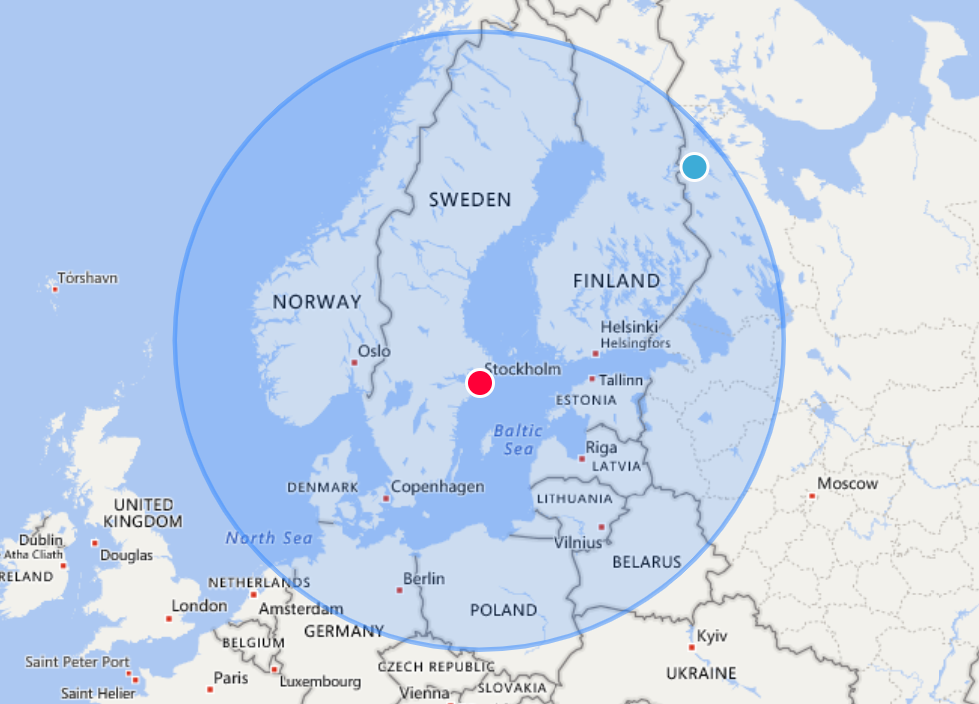 SWEDEN
Tórshavn
FINLAND
NORWAY
Helsinki
Helsingfors
Oslo
Stockholm
Tallinn
ESTONIA
Baltic
Sea
Riga
LATVIA
DENMARK
Copenhagen
Moscow
LITHUANIA
UNITED
KINGDOM
North Sea
Dublin
Atha Cliath
Douglas
Vilnius
BELARUS
RELAND
NETHERLANDS
Berlin
London
Amsterdam
POLAND
GERMANY
Kyiv
BELGIUM
Saint Peter Port
CZECH REPUBLIC
UKRAINE
Paris
Luxembourg
Saint Helier
Vienna
SLOVAKIA